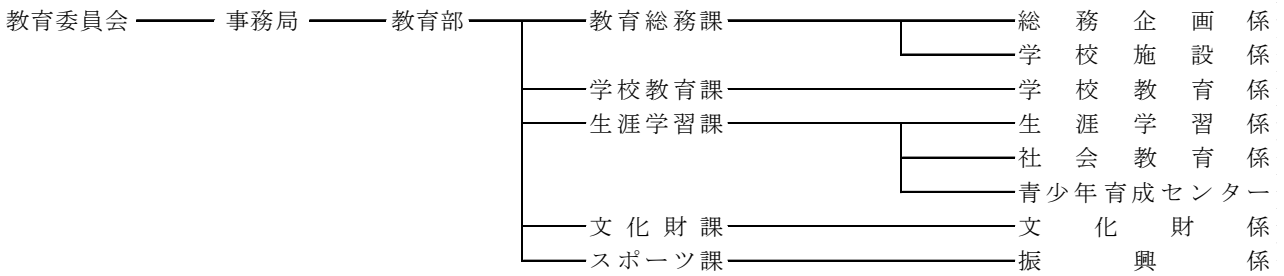 教育委員会 事務局 教育部 教育総務課 総務企画係
学校施設係
学校教育課 学校教育係
生涯学習課 生涯学習係
社会教育係
青少年育成センター
文化財課 文化財係
スポーツ課 振興係